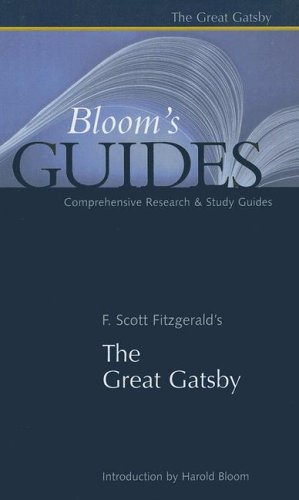 The Great Gatsby
Bloom's
GUIDES
Comprehensive Research & Study Guides
F. Scott Fitzgerald's
The
Great Gatsby
Introduction by Harold Bloom